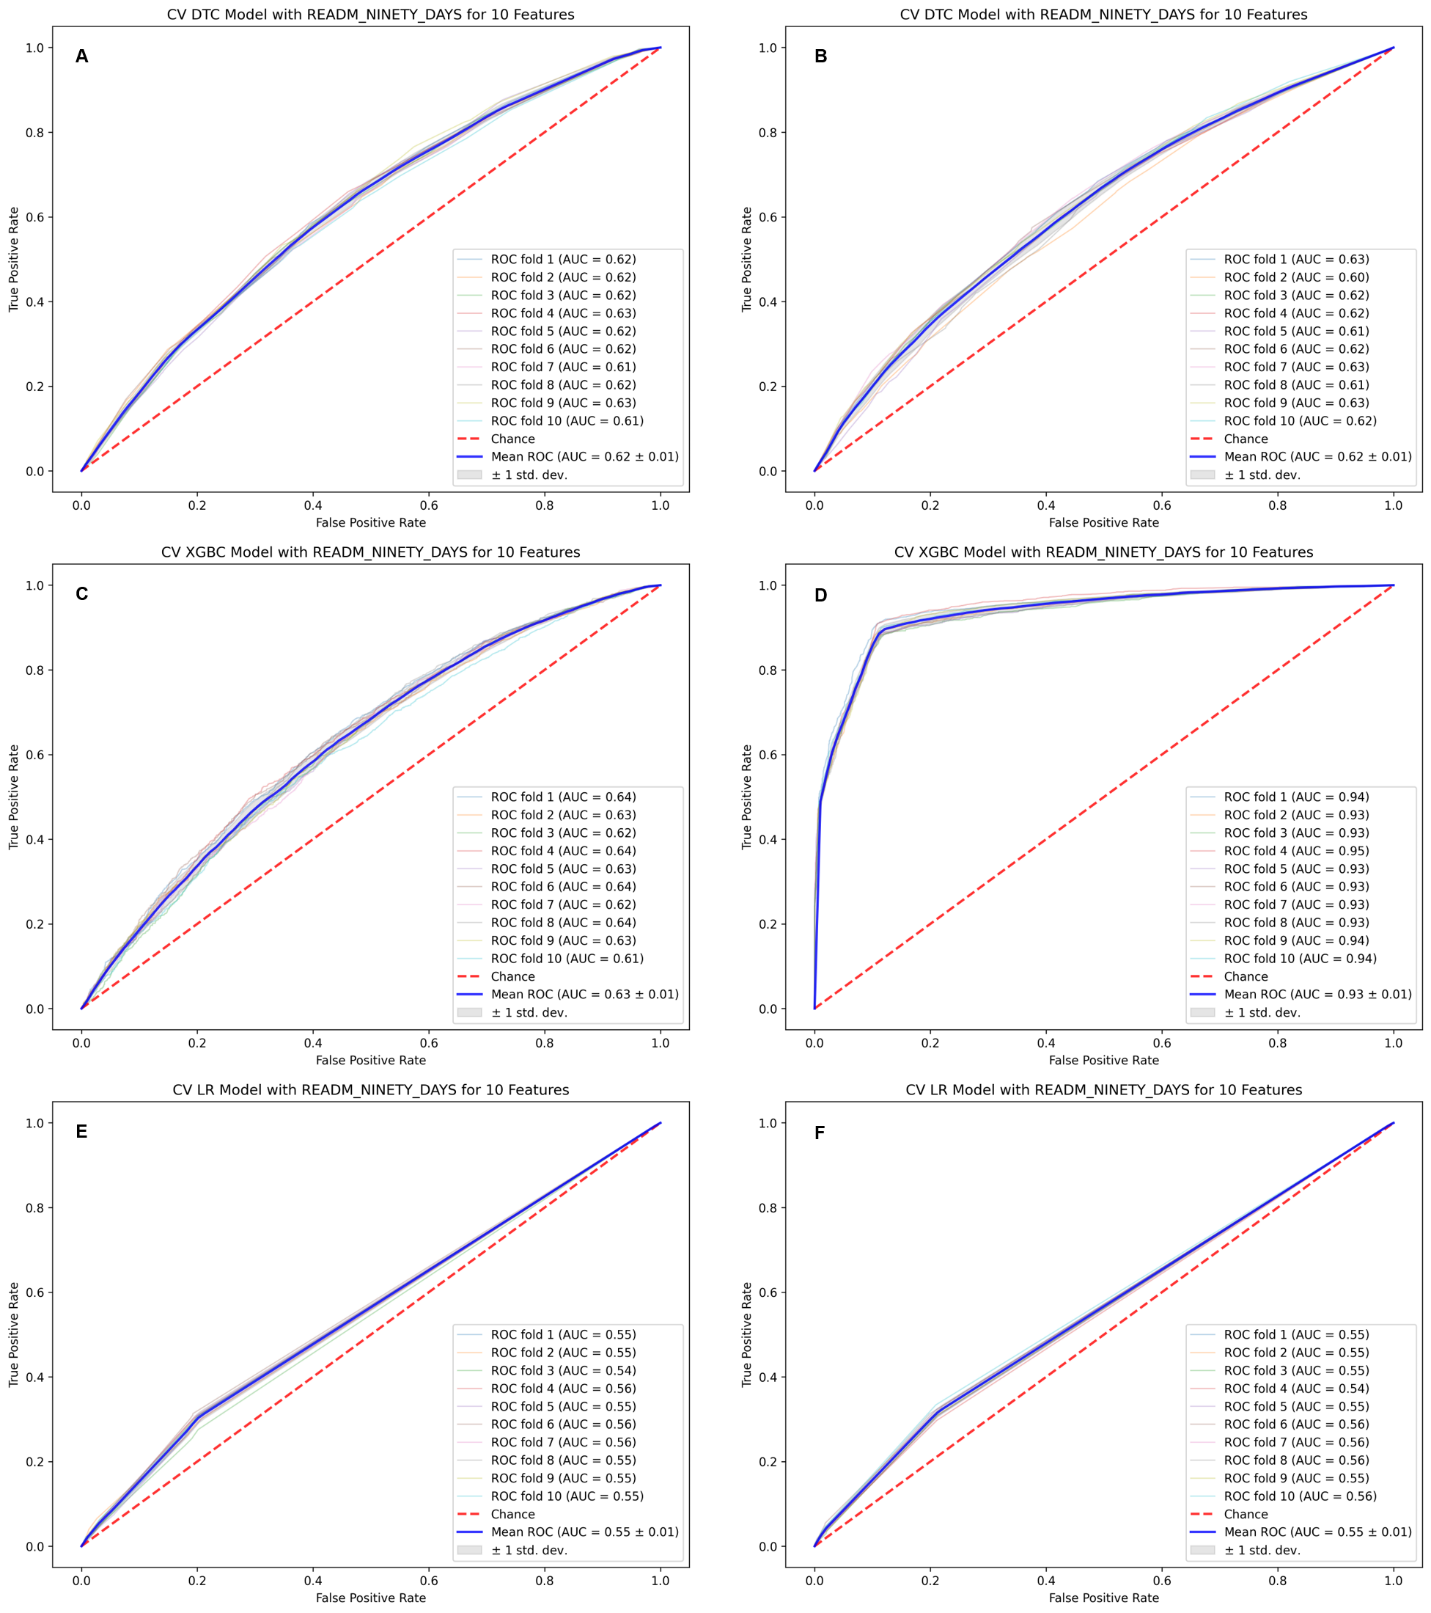 CV DTC Model with READM_NINETY_DAYS for 10 Features
A
1.0
0.8
0.6
0.4
0.2
0.0
True Positive Rate
0.0 0.2 0.4 0.6 0.8 1.0
False Positive Rate
ROC fold 1 (AUC = 0.62)
ROC fold 2 (AUC = 0.62)
ROC fold 3 (AUC = 0.62)
ROC fold 4 (AUC = 0.63)
ROC fold 5 (AUC = 0.62)
ROC fold 6 (AUC = 0.62)
ROC fold 7 (AUC = 0.61)
ROC fold 8 (AUC = 0.62)
ROC fold 9 (AUC = 0.63)
ROC fold 10 (AUC = 0.61)
Chance
Mean ROC (AUC = 0.62 ± 0.01)
± 1 std. dev.
CV DTC Model with READM_NINETY_DAYS for 10 Features
B
1.0
0.8
0.6
0.4
0.2
0.0
True Positive Rate
0.0 0.2 0.4 0.6 0.8 1.0
False Positive Rate
ROC fold 1 (AUC = 0.63)
ROC fold 2 (AUC = 0.60)
ROC fold 3 (AUC = 0.62)
ROC fold 4 (AUC = 0.62)
ROC fold 5 (AUC = 0.61)
ROC fold 6 (AUC = 0.62)
ROC fold 7 (AUC = 0.63)
ROC fold 8 (AUC = 0.61)
ROC fold 9 (AUC = 0.63)
ROC fold 10 (AUC = 0.62)
Chance
Mean ROC (AUC = 0.62 ± 0.01)
± 1 std. dev.
CV XGBC Model with READM_NINETY_DAYS for 10 Features
C
1.0
0.8
0.6
0.4
0.2
0.0
True Positive Rate
0.0 0.2 0.4 0.6 0.8 1.0
False Positive Rate
ROC fold 1 (AUC = 0.64)
ROC fold 2 (AUC = 0.63)
ROC fold 3 (AUC = 0.62)
ROC fold 4 (AUC = 0.64)
ROC fold 5 (AUC = 0.63)
ROC fold 6 (AUC = 0.64)
ROC fold 7 (AUC = 0.62)
ROC fold 8 (AUC = 0.64)
ROC fold 9 (AUC = 0.63)
ROC fold 10 (AUC = 0.61)
Chance
Mean ROC (AUC = 0.63 ± 0.01)
± 1 std. dev.
CV XGBC Model with READM_NINETY_DAYS for 10 Features
D
1.0
0.8
0.6
0.4
0.2
0.0
True Positive Rate
0.0 0.2 0.4 0.6 0.8 1.0
False Positive Rate
ROC fold 1 (AUC = 0.94)
ROC fold 2 (AUC = 0.93)
ROC fold 3 (AUC = 0.93)
ROC fold 4 (AUC = 0.95)
ROC fold 5 (AUC = 0.93)
ROC fold 6 (AUC = 0.93)
ROC fold 7 (AUC = 0.93)
ROC fold 8 (AUC = 0.93)
ROC fold 9 (AUC = 0.94)
ROC fold 10 (AUC = 0.94)
Chance
Mean ROC (AUC = 0.93 ± 0.01)
± 1 std. dev.
CV LR Model with READM_NINETY_DAYS for 10 Features
E
1.0
0.8
0.6
0.4
0.2
0.0
True Positive Rate
0.0 0.2 0.4 0.6 0.8 1.0
False Positive Rate
ROC fold 1 (AUC = 0.55)
ROC fold 2 (AUC = 0.55)
ROC fold 3 (AUC = 0.54)
ROC fold 4 (AUC = 0.56)
ROC fold 5 (AUC = 0.55)
ROC fold 6 (AUC = 0.56)
ROC fold 7 (AUC = 0.56)
ROC fold 8 (AUC = 0.55)
ROC fold 9 (AUC = 0.55)
ROC fold 10 (AUC = 0.55)
Chance
Mean ROC (AUC = 0.55 ± 0.01)
± 1 std. dev.
CV LR Model with READM_NINETY_DAYS for 10 Features
F
1.0
0.8
0.6
0.4
0.2
0.0
True Positive Rate
0.0 0.2 0.4 0.6 0.8 1.0
False Positive Rate
ROC fold 1 (AUC = 0.55)
ROC fold 2 (AUC = 0.55)
ROC fold 3 (AUC = 0.55)
ROC fold 4 (AUC = 0.54)
ROC fold 5 (AUC = 0.55)
ROC fold 6 (AUC = 0.56)
ROC fold 7 (AUC = 0.56)
ROC fold 8 (AUC = 0.56)
ROC fold 9 (AUC = 0.55)
ROC fold 10 (AUC = 0.56)
Chance
Mean ROC (AUC = 0.55 ± 0.01)
± 1 std. dev.